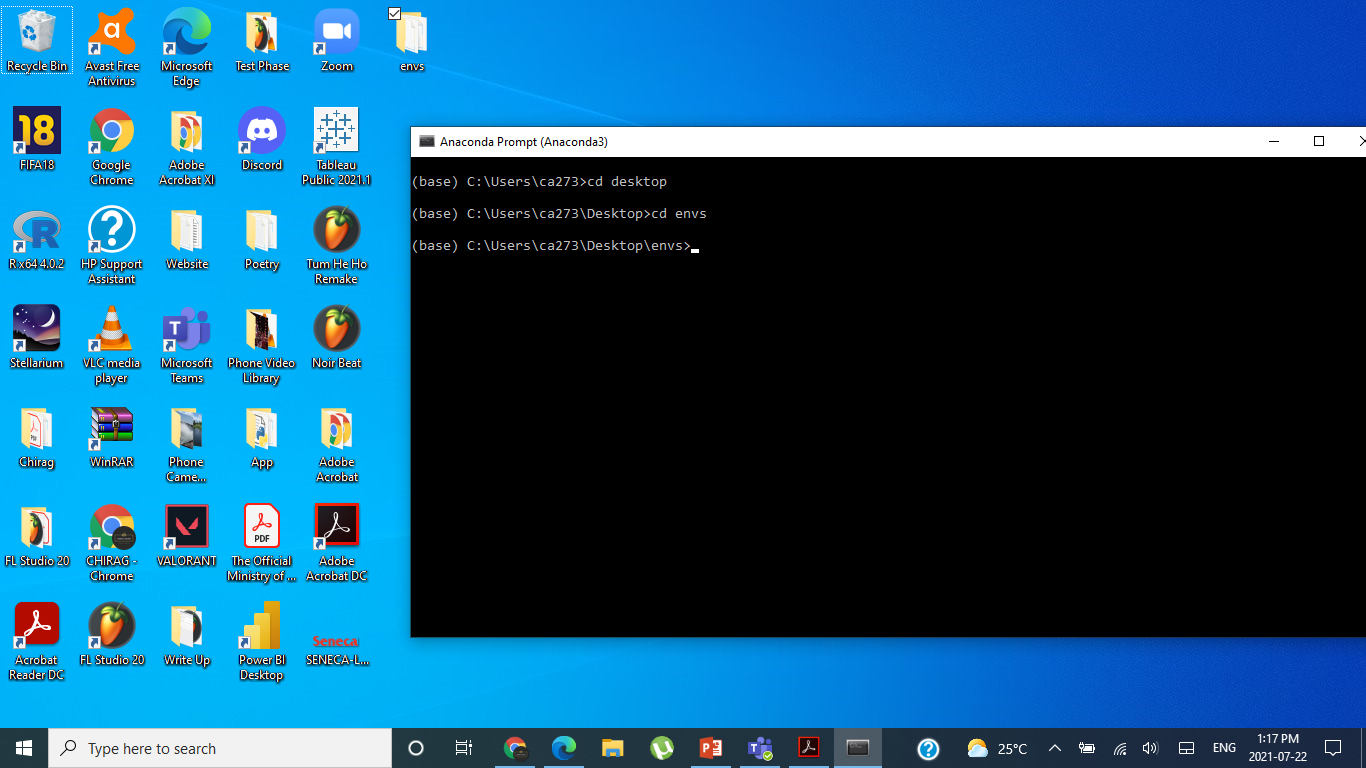 Recycle Bin
Avast Free
Antivirus
Microsoft
Edge
Test Phase
Zoom
envs
18
FIFA18
Google
Chrome
Adobe
Acrobat XI
Discord
Tableau
Public 2021.1
R x64 4.0.2
HP Support
Assistant
Website
Poetry
Tum He Ho
Remake
Stellarium
VLC media
player
Microsoft
Teams
Phone Video
Library
Noir Beat
PDF
Chirag
WinRAR
Phone
Came...
App
Adobe
Acrobat
FL Studio 20
CHIRAG -
Chrome
VALORANT
PDF
The Official
Ministry of ...
Adobe
Acrobat DC
Acrobat
Reader DC
FL Studio 20
Write Up
Power BI
Desktop
Seneca
SENECA-L...
Anaconda Prompt (Anaconda3)
(base) C:\Users\ca273>cd desktop
(base) C:\Users\ca273\Desktop>cd envs
(base) C:\Users\ca273\Desktop\envs>
Type here to search
25°C
ENG
1:17 PM
2021-07-22